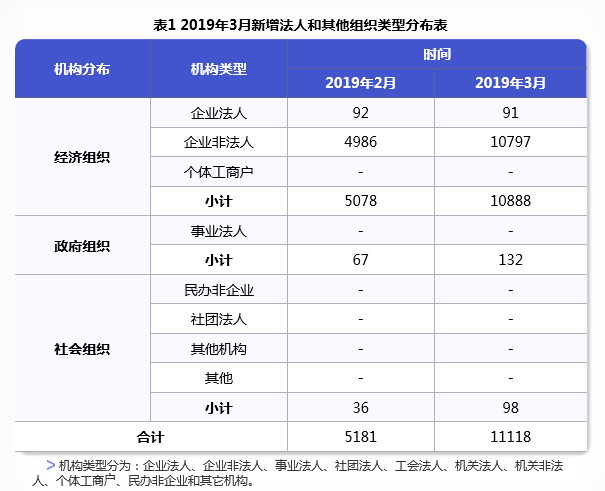 表1 2019年3月新增法人和其他组织类型分布表
机构分布 机构类型 时间
2019年2月 2019年3月
经济组织 企业法人 92 91
企业非法人 4986 10797
个体工商户 - -
小计 5078 10888
政府组织 事业法人 - -
小计 67 132
社会组织 民办非企业 - -
社团法人 - -
其他机构 - -
其他 - -
小计 36 98
合计 5181 11118
> 机构类型分为：企业法人、企业非法人、事业法人、社团法人、工会法人、机关法人、机关非法
人、个体工商户、民办非企业和其它机构。